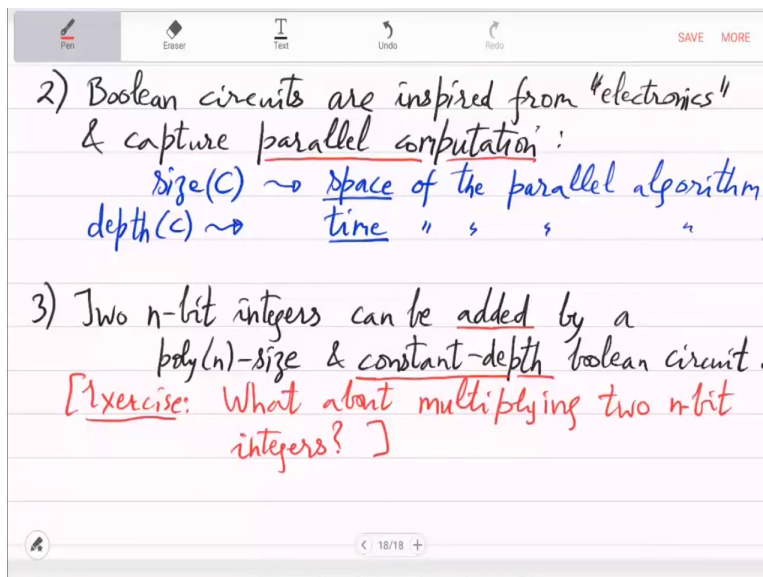 Pen Eraser Text Undo Redo SAVE MORE
2) Boolean circuits are inspired from "electronics"
& capture parallel computation :
size(C) ⇝ space of the parallel algorithm
depth(C) ⇝ time " " " "
3) Two n-bit integers can be added by a
poly(n)-size & constant-depth boolean circuit.
[Exercise: What about multiplying two n-bit
integers? ]
18/18